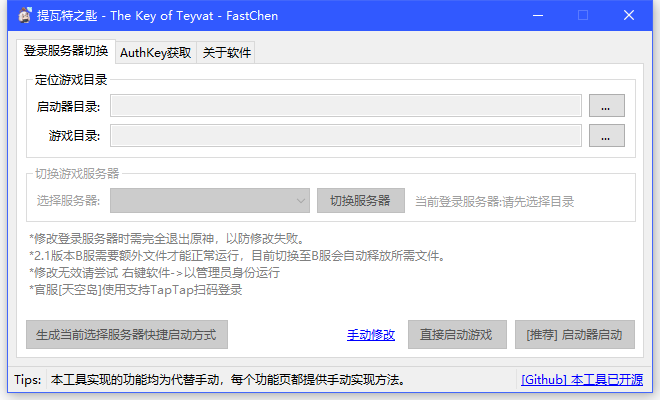 提瓦特之匙 - The Key of Teyvat - FastChen
登录服务器切换 AuthKey获取 关于软件
定位游戏目录
启动器目录: ...
游戏目录: ...
切换游戏服务器
选择服务器: 切换服务器 当前登录服务器:请先选择目录
*修改登录服务器时需完全退出原神，以防修改失败。
*2.1版本B服需要额外文件才能正常运行，目前切换至B服会自动释放所需文件。
*修改无效请尝试 右键软件->以管理员身份运行
*官服[天空岛]使用支持TapTap扫码登录
生成当前选择服务器快捷启动方式 手动修改 直接启动游戏 [推荐] 启动器启动
Tips: 本工具实现的功能均为代替手动，每个功能页都提供手动实现方法。 [Github] 本工具已开源